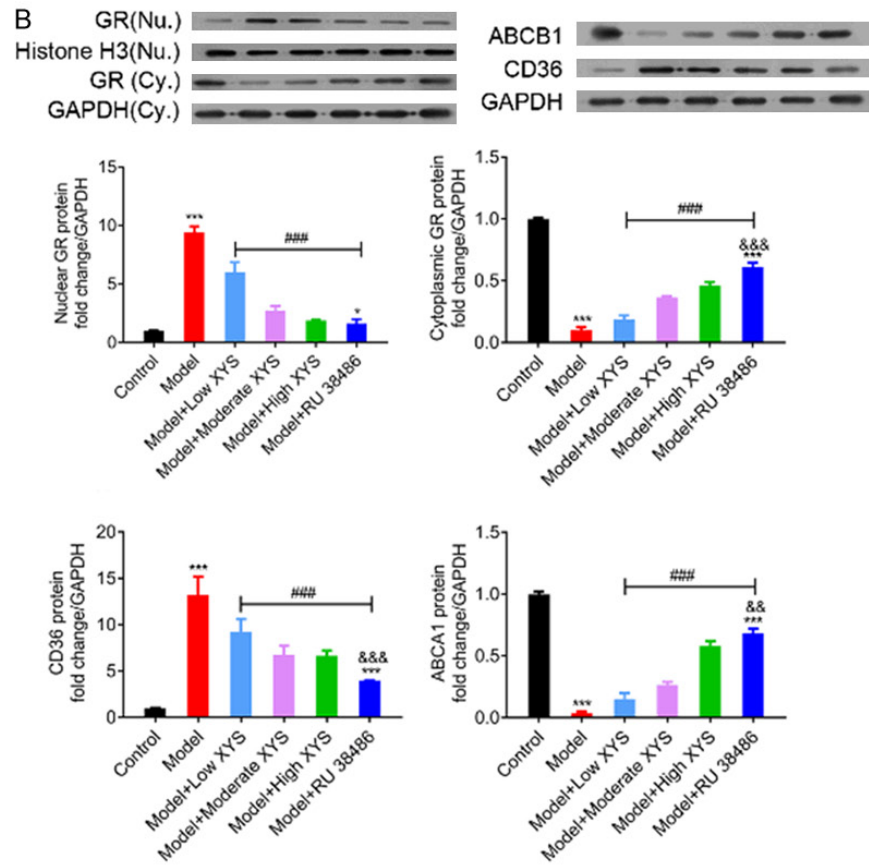 B
GR(Nu.)
Histone H3(Nu.)
GR (Cy.)
GAPDH(Cy.)
ABCB1
CD36
GAPDH
Nuclear GR protein
fold change/GAPDH
15
10
5
0
***
###
*
Control
Model
Model+Low XYS
Model+Moderate XYS
Model+High XYS
Model+RU 38486
Cytoplasmic GR protein
fold change/GAPDH
1.5
1.0
0.5
0.0
***
###
&&&
***
Control
Model
Model+Low XYS
Model+Moderate XYS
Model+High XYS
Model+RU 38486
CD36 protein
fold change/GAPDH
20
15
10
5
0
***
###
&&&
***
Control
Model
Model+Low XYS
Model+Moderate XYS
Model+High XYS
Model+RU 38486
ABCA1 protein
fold change/GAPDH
1.5
1.0
0.5
0.0
***
###
&&
***
Control
Model
Model+Low XYS
Model+Moderate XYS
Model+High XYS
Model+RU 38486